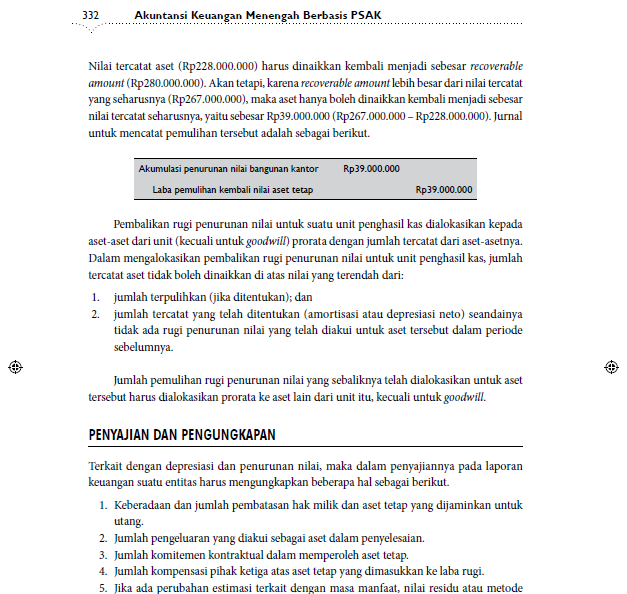 332 Akuntansi Keuangan Menengah Berbasis PSAK
Nilai tercatat aset (Rp228.000.000) harus dinaikkan kembali menjadi sebesar recoverable
amount (Rp280.000.000). Akan tetapi, karena recoverable amount lebih besar dari nilai tercatat
yang seharusnya (Rp267.000.000), maka aset hanya boleh dinaikkan kembali menjadi sebesar
nilai tercatat seharusnya, yaitu sebesar Rp39.000.000 (Rp267.000.000 – Rp228.000.000). Jurnal
untuk mencatat pemulihan tersebut adalah sebagai berikut.
Akumulasi penurunan nilai bangunan kantor Rp39.000.000
Laba pemulihan kembali nilai aset tetap Rp39.000.000
Pembalikan rugi penurunan nilai untuk suatu unit penghasil kas dialokasikan kepada
aset-aset dari unit (kecuali untuk goodwill) prorata dengan jumlah tercatat dari aset-asetnya.
Dalam mengalokasikan pembalikan rugi penurunan nilai untuk unit penghasil kas, jumlah
tercatat aset tidak boleh dinaikkan di atas nilai yang terendah dari:
1. jumlah terpulihkan (jika ditentukan); dan
2. jumlah tercatat yang telah ditentukan (amortisasi atau depresiasi neto) seandainya
tidak ada rugi penurunan nilai yang telah diakui untuk aset tersebut dalam periode
sebelumnya.
Jumlah pemulihan rugi penurunan nilai yang sebaliknya telah dialokasikan untuk aset
tersebut harus dialokasikan prorata ke aset lain dari unit itu, kecuali untuk goodwill.
PENYAJIAN DAN PENGUNGKAPAN
Terkait dengan depresiasi dan penurunan nilai, maka dalam penyajiannya pada laporan
keuangan suatu entitas harus mengungkapkan beberapa hal sebagai berikut.
1. Keberadaan dan jumlah pembatasan hak milik dan aset tetap yang dijaminkan untuk
utang.
2. Jumlah pengeluaran yang diakui sebagai aset dalam penyelesaian.
3. Jumlah komitemen kontraktual dalam memperoleh aset tetap.
4. Jumlah kompensasi pihak ketiga atas aset tetap yang dimasukkan ke laba rugi.
5. Jika ada perubahan estimasi terkait dengan masa manfaat, nilai residu atau metode